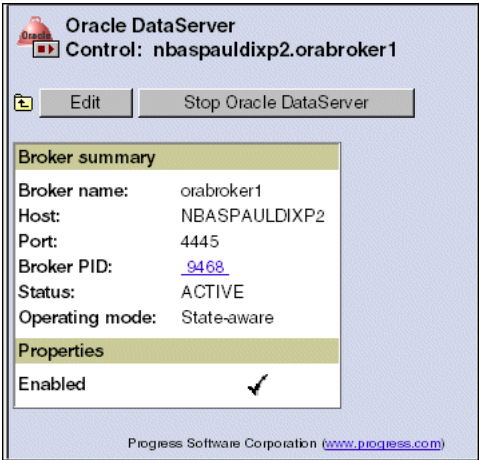 Oracle
Oracle DataServer
Control: nbaspauldixp2.orabroker1
Edit
Stop Oracle DataServer
Broker summary
Broker name: orabroker1
Host: NBASPAULDIXP2
Port: 4445
Broker PID: 9468
Status: ACTIVE
Operating mode: State-aware
Properties
Enabled
Progress Software Corporation (www.progress.com)